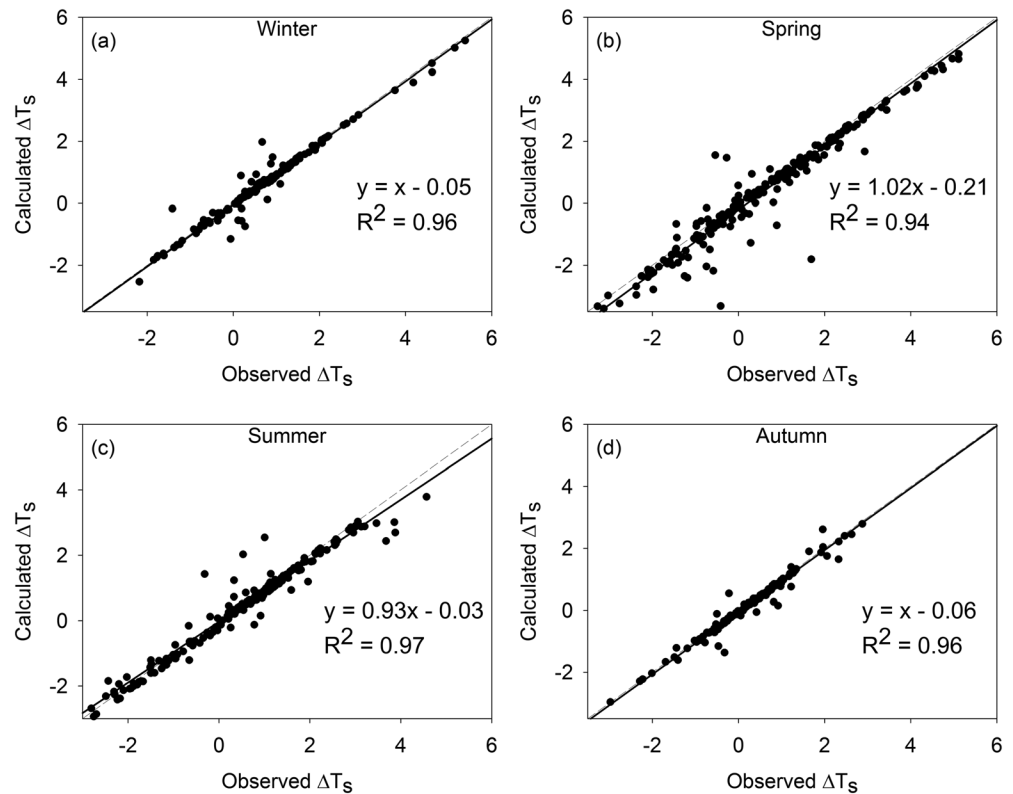 (a)
Winter
6
4
2
0
-2
Calculated ΔTs
y = x - 0.05
R2 = 0.96
-2 0 2 4 6
Observed ΔTs
(b)
Spring
6
4
2
0
-2
Calculated ΔTs
y = 1.02x - 0.21
R2 = 0.94
-2 0 2 4 6
Observed ΔTs
(c)
Summer
6
4
2
0
-2
Calculated ΔTs
y = 0.93x - 0.03
R2 = 0.97
-2 0 2 4 6
Observed ΔTs
(d)
Autumn
6
4
2
0
-2
Calculated ΔTs
y = x - 0.06
R2 = 0.96
-2 0 2 4 6
Observed ΔTs